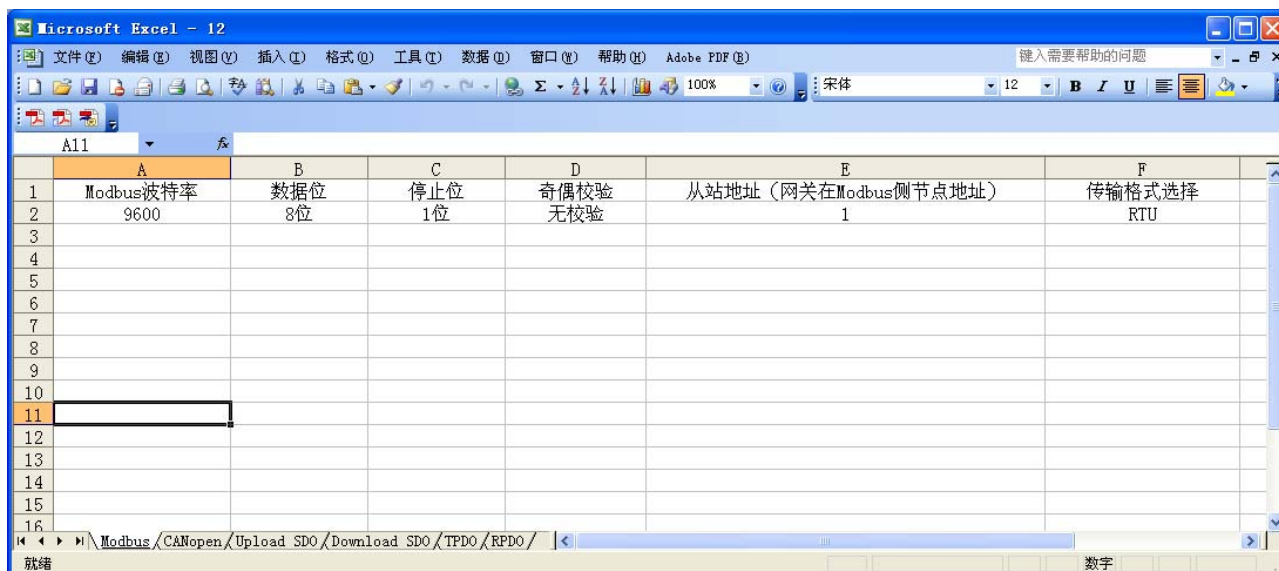 Microsoft Excel - 12
文件(F) 编辑(E) 视图(V) 插入(I) 格式(O) 工具(T) 数据(D) 窗口(W) 帮助(H) Adobe PDF(B) 键入需要帮助的问题
100% 宋体 12 B I U
A11 fx
A B C D E F
1 Modbus波特率 数据位 停止位 奇偶校验 从站地址（网关在Modbus侧节点地址） 传输格式选择
2 9600 8位 1位 无校验 1 RTU
3
4
5
6
7
8
9
10
11
12
13
14
15
16
Modbus/CANopen/Upload SDO/Download SDO/TPDO/RPDO/
就绪 数字